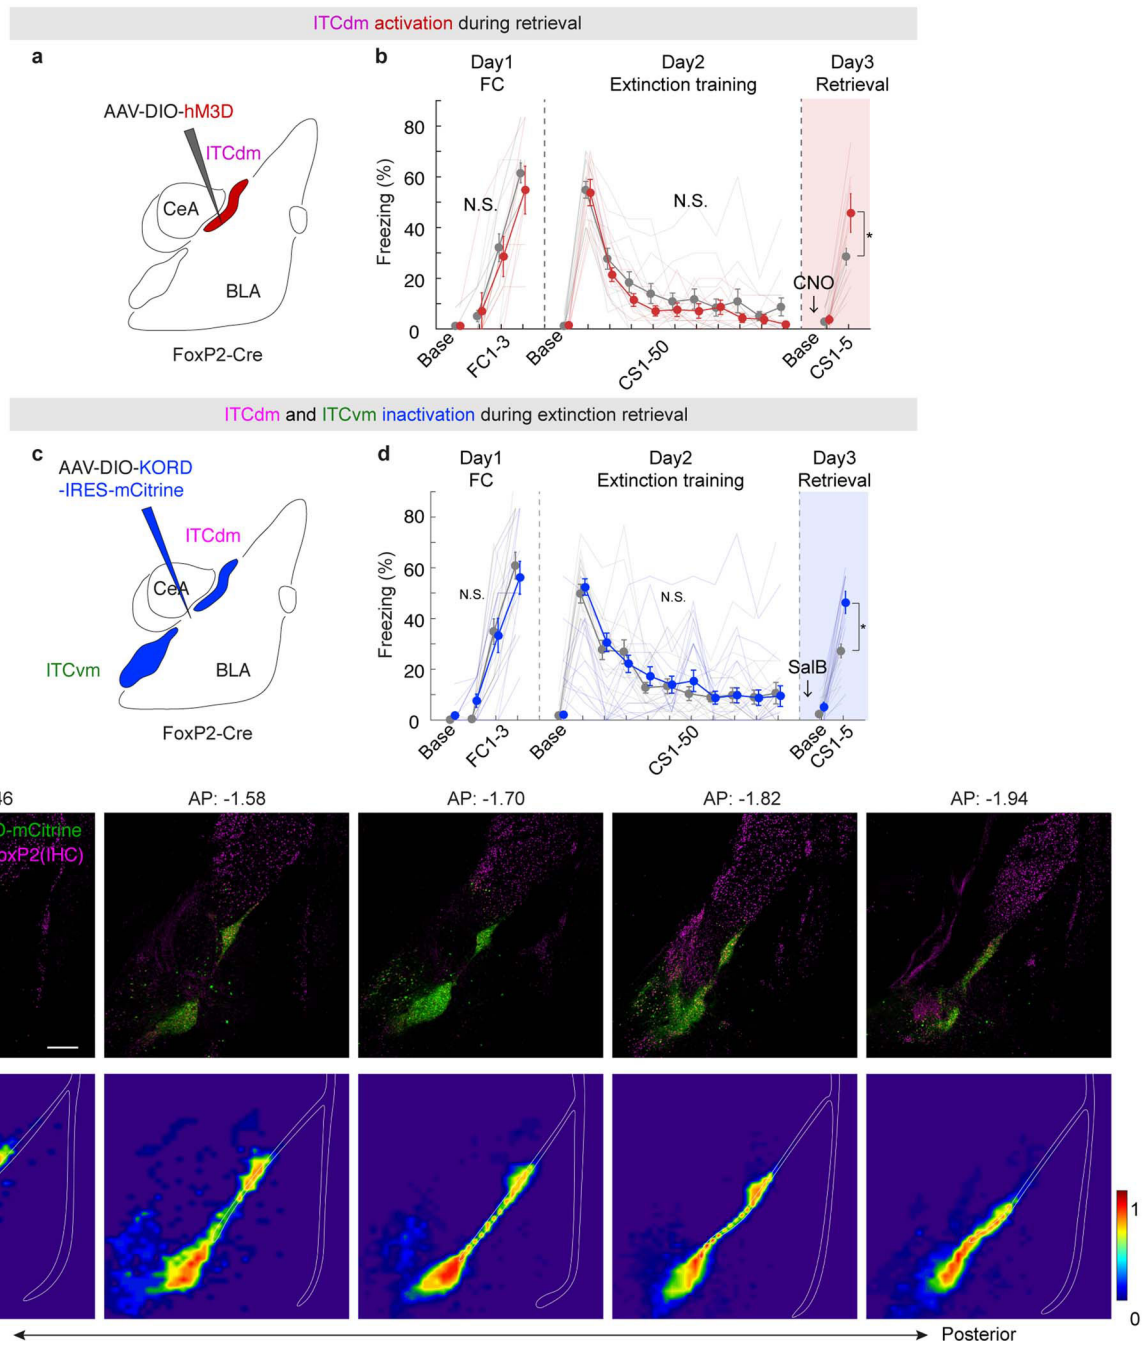 ITCdm activation during retrieval
a
AAV-DIO-hM3D
ITCdm
CeA
BLA
FoxP2-Cre
b
Day1
FC
Day2
Extinction training
Day3
Retrieval
Freezing (%)
80
60
40
20
0
N.S.
N.S.
CNO
*
Base
FC1-3
Base
CS1-50
Base
CS1-5
ITCdm and ITCvm inactivation during extinction retrieval
c
AAV-DIO-KORD
-IRES-mCitrine
ITCdm
CeA
ITCvm
BLA
FoxP2-Cre
d
Day1
FC
Day2
Extinction training
Day3
Retrieval
Freezing (%)
80
60
40
20
0
N.S.
N.S.
SalB
*
Base
FC1-3
Base
CS1-50
Base
CS1-5
46
AP: -1.58
AP: -1.70
AP: -1.82
AP: -1.94
D-mCitrine
oxP2(IHC)
1
0
Posterior